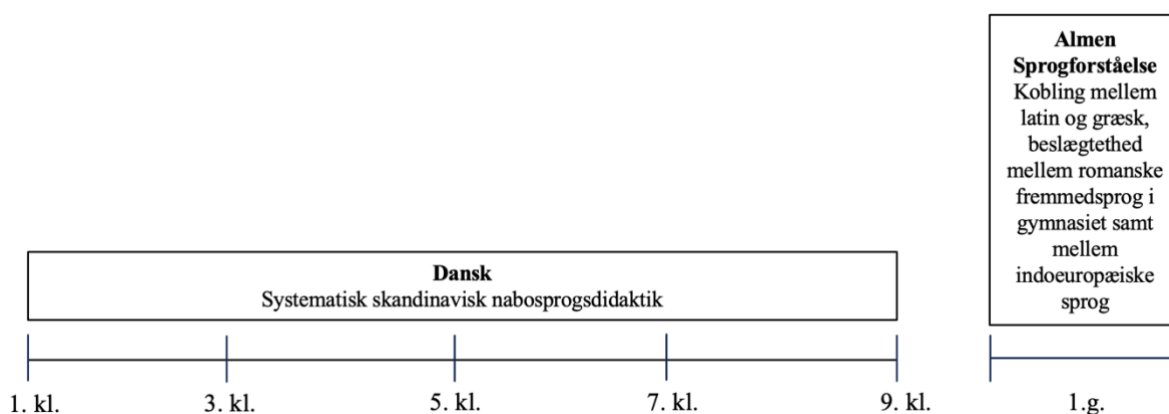 Almen
Sprogforståelse
Kobling mellem
latin og græsk,
beslægtethed
mellem romanske
fremmedsprog i
gymnasiet samt
mellem
indoeuropæiske
sprog
Dansk
Systematisk skandinavisk nabosprogsdidaktik
1. kl. 3. kl. 5. kl. 7. kl. 9. kl. 1.g.